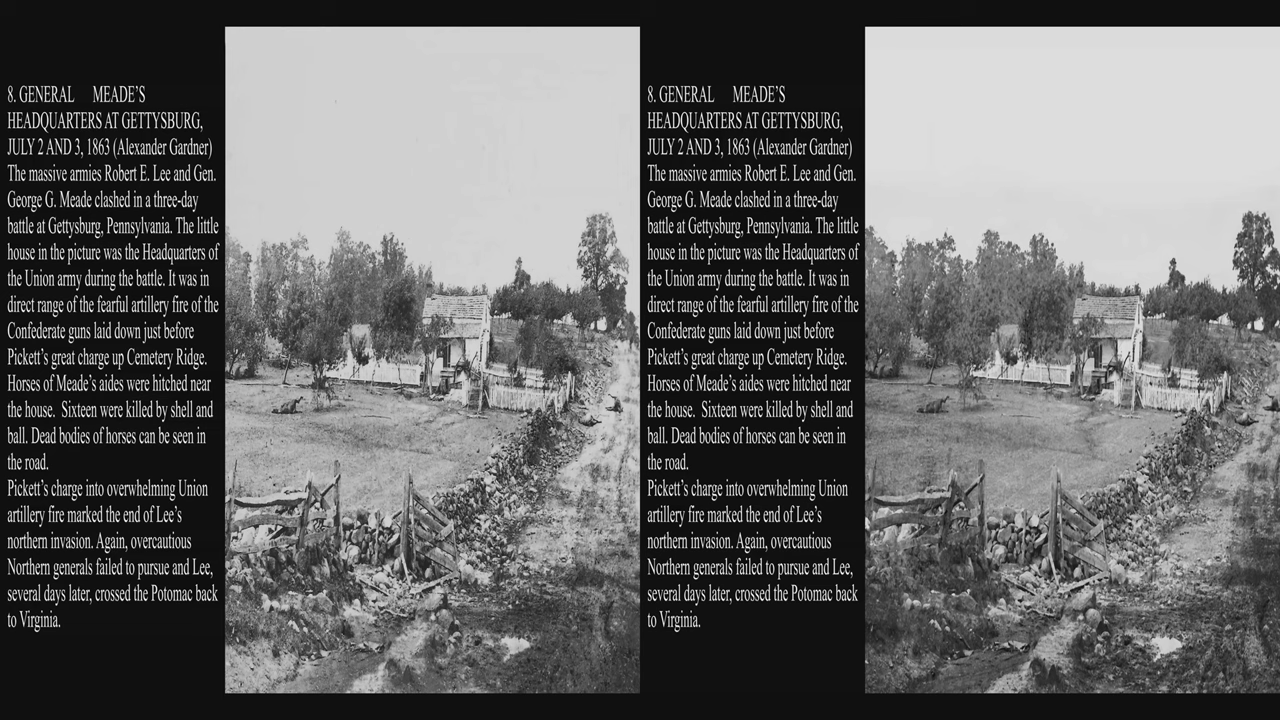 8. GENERAL MEADE'S
HEADQUARTERS AT GETTYSBURG,
JULY 2 AND 3, 1863 (Alexander Gardner)
The massive armies Robert E. Lee and Gen.
George G. Meade clashed in a three-day
battle at Gettysburg, Pennsylvania. The little
house in the picture was the Headquarters of
the Union army during the battle. It was in
direct range of the fearful artillery fire of the
Confederate guns laid down just before
Pickett's great charge up Cemetery Ridge.
Horses of Meade's aides were hitched near
the house. Sixteen were killed by shell and
ball. Dead bodies of horses can be seen in
the road.
Pickett's charge into overwhelming Union
artillery fire marked the end of Lee's
northern invasion. Again, overcautious
Northern generals failed to pursue and Lee,
several days later, crossed the Potomac back
to Virginia.
8. GENERAL MEADE'S
HEADQUARTERS AT GETTYSBURG,
JULY 2 AND 3, 1863 (Alexander Gardner)
The massive armies Robert E. Lee and Gen.
George G. Meade clashed in a three-day
battle at Gettysburg, Pennsylvania. The little
house in the picture was the Headquarters of
the Union army during the battle. It was in
direct range of the fearful artillery fire of the
Confederate guns laid down just before
Pickett's great charge up Cemetery Ridge.
Horses of Meade's aides were hitched near
the house. Sixteen were killed by shell and
ball. Dead bodies of horses can be seen in
the road.
Pickett's charge into overwhelming Union
artillery fire marked the end of Lee's
northern invasion. Again, overcautious
Northern generals failed to pursue and Lee,
several days later, crossed the Potomac back
to Virginia.